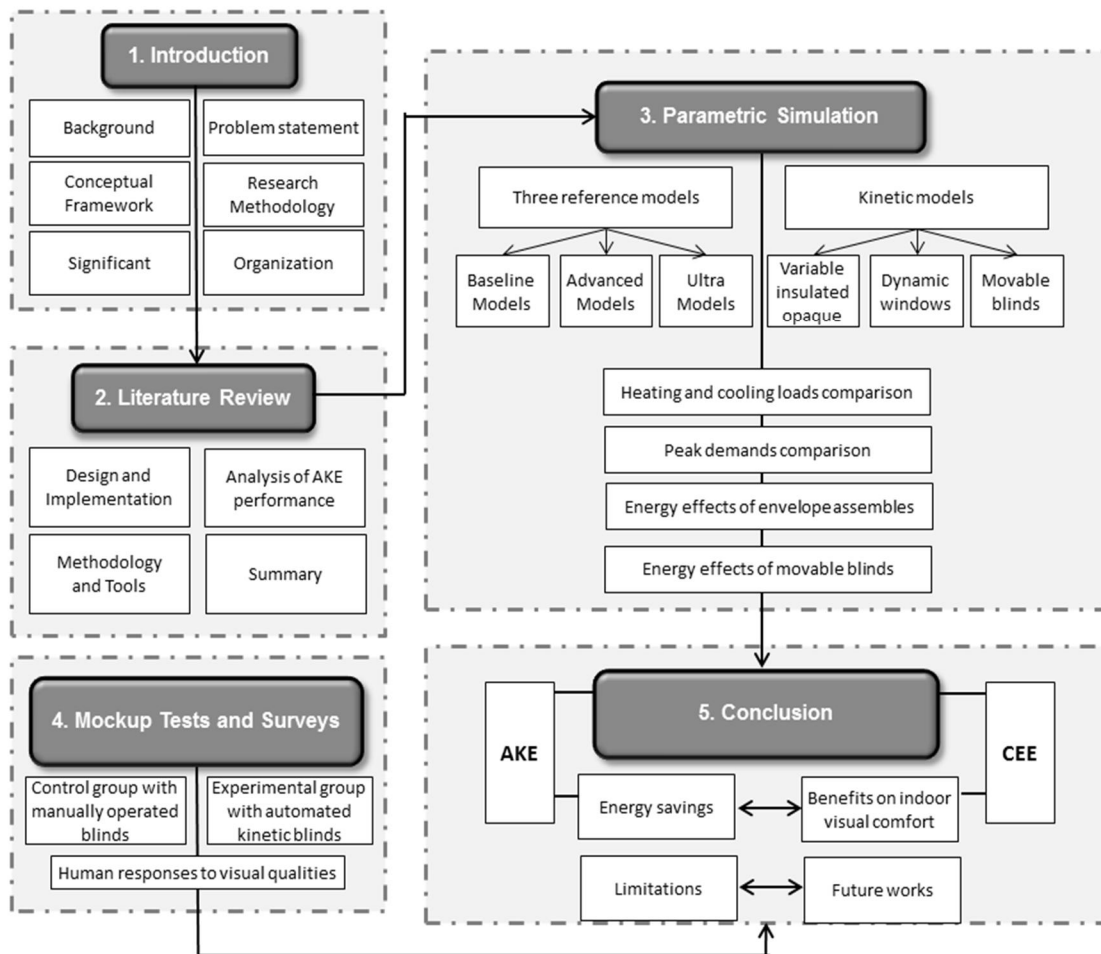 1. Introduction
Background
Problem statement
Conceptual
Framework
Research
Methodology
Significant
Organization
2. Literature Review
Design and
Implementation
Analysis of AKE
performance
Methodology
and Tools
Summary
3. Parametric Simulation
Three reference models
Kinetic models
Baseline
Models
Advanced
Models
Ultra
Models
Variable
insulated
opaque
Dynamic
windows
Movable
blinds
Heating and cooling loads comparison
Peak demands comparison
Energy effects of envelope assembles
Energy effects of movable blinds
4. Mockup Tests and Surveys
Control group with
manually operated
blinds
Experimental
group with automated
kinetic blinds
Human responses to visual qualities
5. Conclusion
AKE
CEE
Energy savings
Benefits on indoor
visual comfort
Limitations
Future works